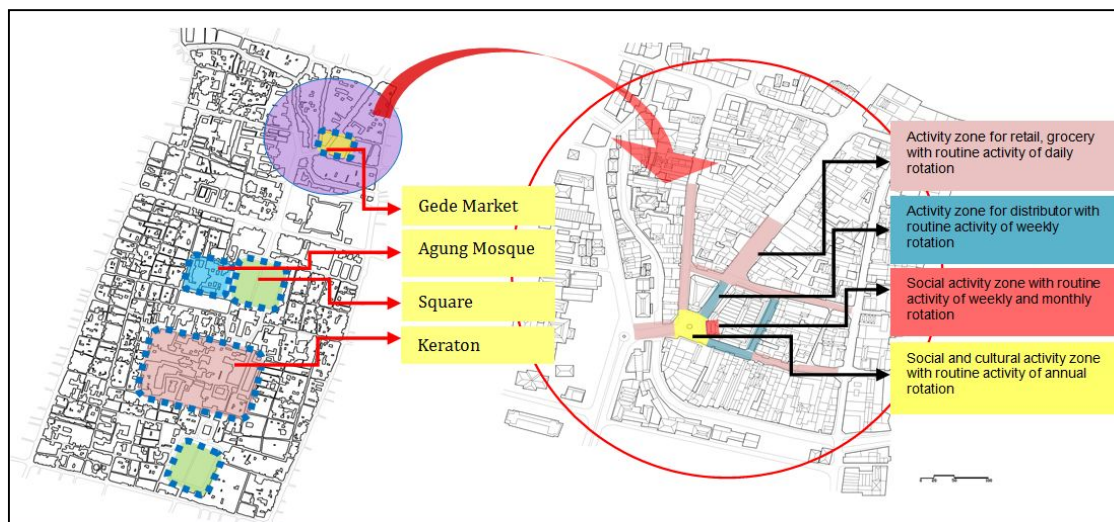 Gede Market
Agung Mosque
Square
Keraton
Activity zone for retail, grocery
with routine activity of daily
rotation
Activity zone for distributor with
routine activity of weekly
rotation
Social activity zone with routine
activity of weekly and monthly
rotation
Social and cultural activity zone
with routine activity of annual
rotation